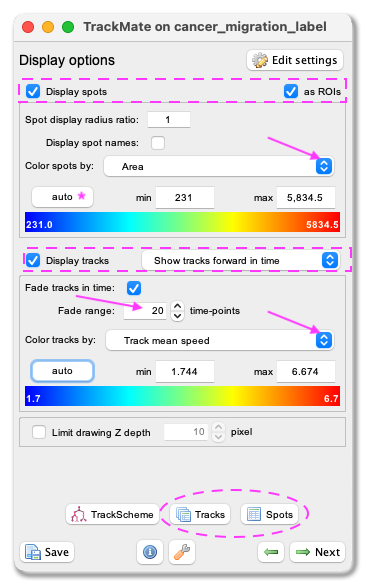 TrackMate on cancer_migration_label
Display options
Edit settings
Display spots
as ROIs
Spot display radius ratio: 1
Display spot names:
Color spots by: Area
auto * min 231 max 5,834.5
231.0 5834.5
Display tracks Show tracks forward in time
Fade tracks in time:
Fade range: 20 time-points
Color tracks by: Track mean speed
auto min 1.744 max 6.674
1.7 6.7
Limit drawing Z depth 10 pixel
TrackScheme Tracks Spots
Save Next